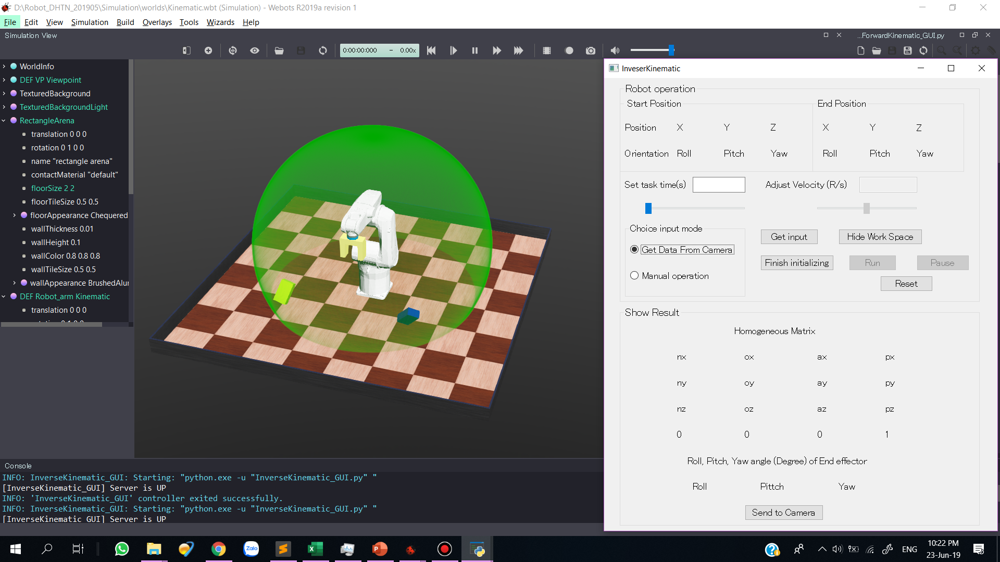 D:\Robot_DHTN_201905\Simulation\worlds\Kinematic.wbt (Simulation) - Webots R2019a revision 1
File Edit View Simulation Build Overlays Tools Wizards Help
Simulation View
...ForwardKinematic_GUI.py
0:00:00:000 - 0.00x
WorldInfo
DEF VP Viewpoint
TexturedBackground
TexturedBackgroundLight
RectangleArena
translation 0 0 0
rotation 0 1 0 0
name "rectangle arena"
contactMaterial "default"
floorSize 2 2
floorTileSize 0.5 0.5
floorAppearance Chequered
wallThickness 0.01
wallHeight 0.1
wallColor 0.8 0.8 0.8
wallTileSize 0.5 0.5
wallAppearance BrushedAlu
DEF Robot_arm Kinematic
translation 0 0 0
InveserKinematic
Robot operation
Start Position End Position
Position X Y Z X Y Z
Orientation Roll Pitch Yaw Roll Pitch Yaw
Set task time(s) Adjust Velocity (R/s)
Choice input mode
Get Data From Camera
Manual operation
Get input Hide Work Space
Finish initializing Run Pause
Reset
Show Result
Homogeneous Matrix
nx ox ax px
ny oy ay py
nz oz az pz
0 0 0 1
Roll, Pitch, Yaw angle (Degree) of End effector
Roll Pittch Yaw
Send to Camera
Console
INFO: InverseKinematic_GUI: Starting: "python.exe -u "InverseKinematic_GUI.py" "
[InverseKinematic_GUI] Server is UP
INFO: 'InverseKinematic_GUI' controller exited successfully.
INFO: InverseKinematic_GUI: Starting: "python.exe -u "InverseKinematic_GUI.py" "
[InverseKinematic GUI] Server is UP
Zalo
ENG
10:22 PM
23-Jun-19